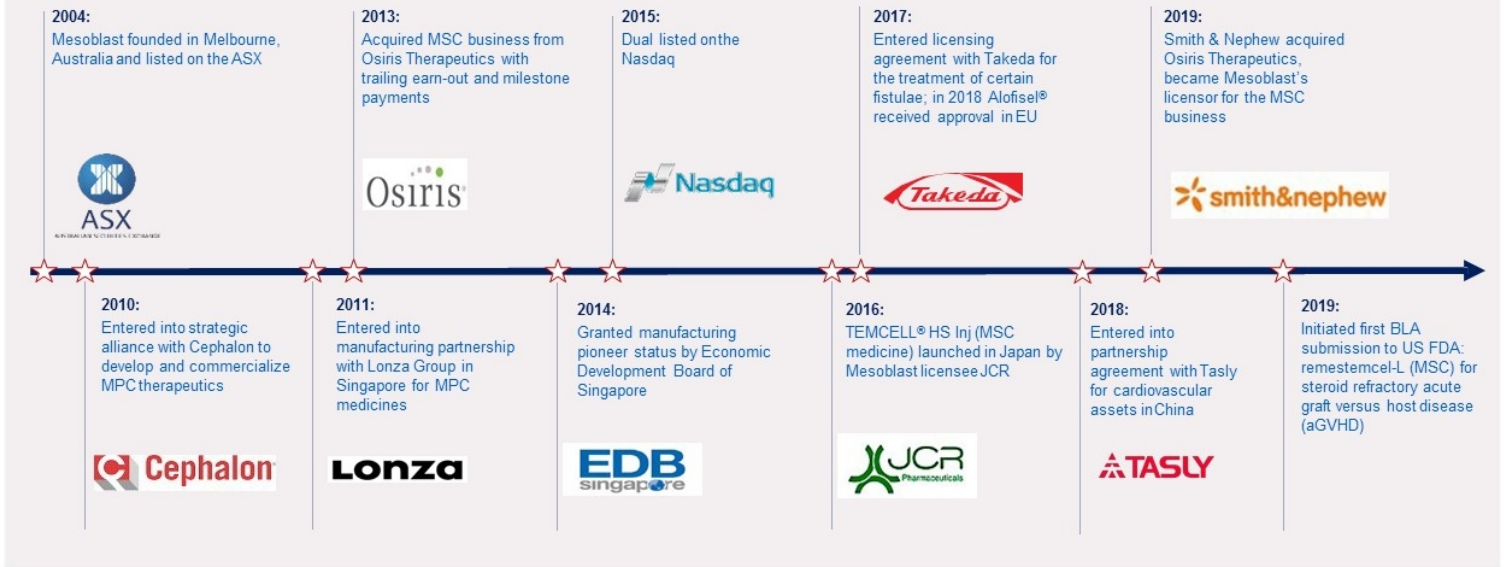 2004:
Mesoblast founded in Melbourne,
Australia and listed on the ASX
ASX
2013:
Acquired MSC business from
Osiris Therapeutics with
trailing earn-out and milestone
payments
Osiris
2015:
Dual listed onthe
Nasdaq
Nasdaq
2017:
Entered licensing
agreement with Takeda for
the treatment of certain
fistulae; in 2018 Alofisel®
received approval in EU
Takeda
2019:
Smith & Nephew acquired
Osiris Therapeutics,
became Mesoblast's
licensor for the MSC
business
smith&nephew
2010:
Entered into strategic
alliance with Cephalon to
develop and commercialize
MPC therapeutics
Cephalon
2011:
Entered into
manufacturing partnership
with Lonza Group in
Singapore for MPC
medicines
Lonza
2014:
Granted manufacturing
pioneer status by Economic
Development Board of
Singapore
EDB
singapore
2016:
TEMCELL® HS Inj (MSC
medicine) launched in Japan by
Mesoblast licensee JCR
JCR
Pharmaceuticals
2018:
Entered into
partnership
agreement with Tasly
for cardiovascular
assets in China
TASLY
2019:
Initiated first BLA
submission to US FDA:
remestemcel-L (MSC) for
steroid refractory acute
graft versus host disease
(aGVHD)